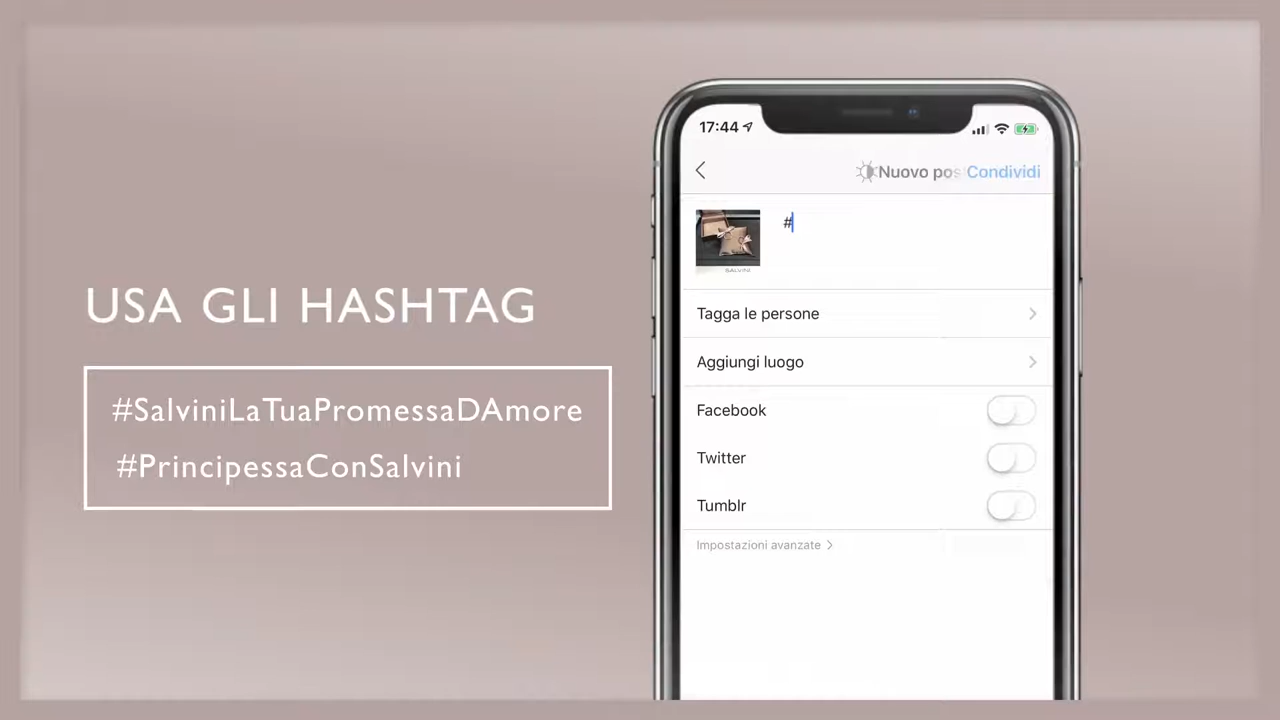 USA GLI HASHTAG
#SalviniLaTuaPromessaDAmore
#PrincipessaConSalvini
17:44
Nuovo pos
Condividi
#
SALVINI
Tagga le persone
Aggiungi luogo
Facebook
Twitter
Tumblr
Impostazioni avanzate